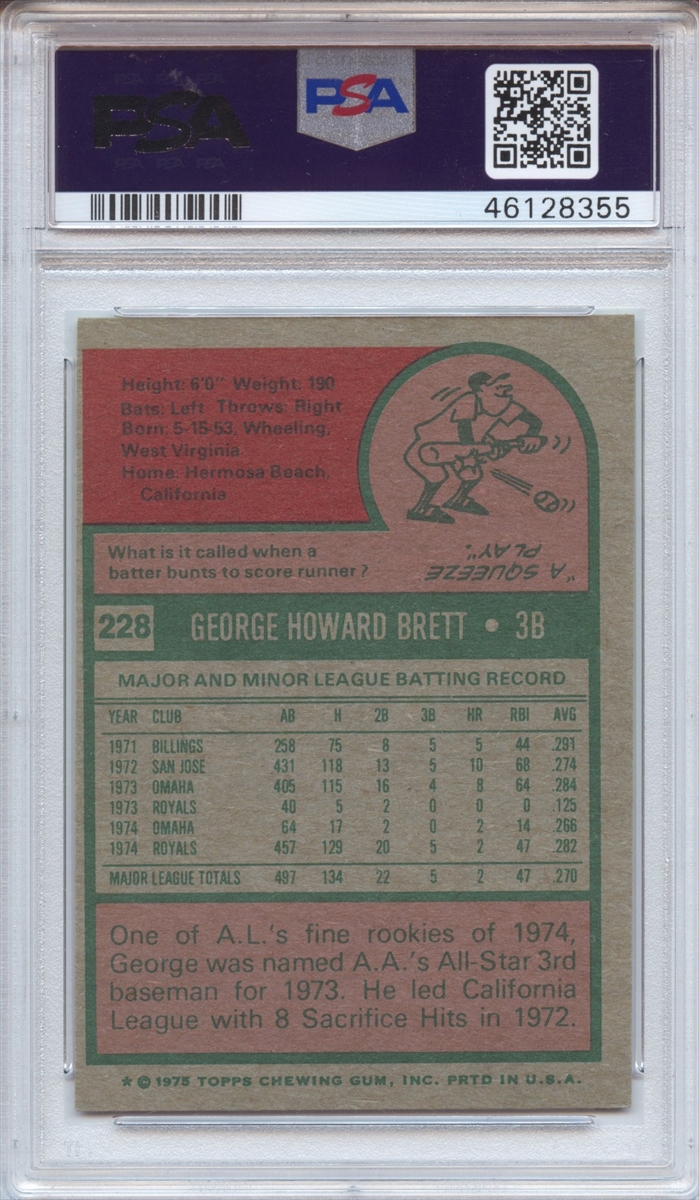 PSA
PSA
46128355
Height: 6'0" Weight: 190
Bats: Left Throws: Right
Born: 5-15-53, Wheeling,
West Virginia
Home: Hermosa Beach,
California
What is it called when a
batter bunts to score runner?
"A SQUEEZE
PLAY".
228 GEORGE HOWARD BRETT • 3B
MAJOR AND MINOR LEAGUE BATTING RECORD
YEAR CLUB AB H 2B 3B HR RBI AVG
1971 BILLINGS 258 75 8 5 5 44 .291
1972 SAN JOSE 431 118 13 5 10 68 .274
1973 OMAHA 405 115 16 4 8 64 .284
1973 ROYALS 40 5 2 0 0 0 .125
1974 OMAHA 64 17 2 0 2 14 .266
1974 ROYALS 457 129 20 5 2 47 .282
MAJOR LEAGUE TOTALS 497 134 22 5 2 47 .270
One of A.L.'s fine rookies of 1974,
George was named A.A.'s All-Star 3rd
baseman for 1973. He led California
League with 8 Sacrifice Hits in 1972.
* © 1975 TOPPS CHEWING GUM, INC. PRTD IN U.S.A.